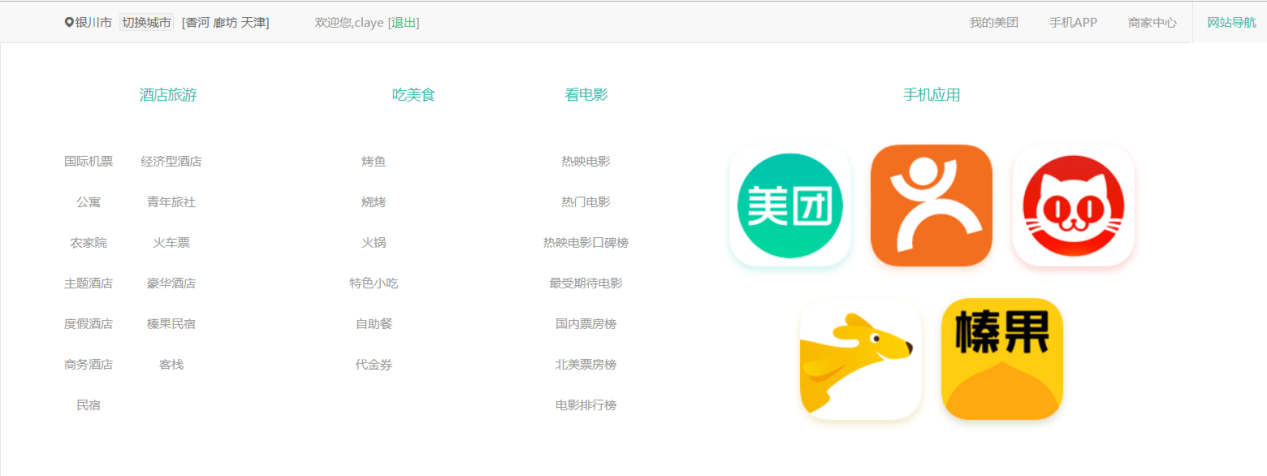 银川市 切换城市 [香河 廊坊 天津] 欢迎您,claye [退出] 我的美团 手机APP 商家中心 网站导航
酒店旅游 吃美食 看电影 手机应用
国际机票 经济型酒店 烤鱼 热映电影
公寓 青年旅社 烧烤 热门电影
农家院 火车票 火锅 热映电影口碑榜
主题酒店 豪华酒店 特色小吃 最受期待电影
度假酒店 榛果民宿 自助餐 国内票房榜
商务酒店 客栈 代金券 北美票房榜
民宿 电影排行榜
美团
榛果